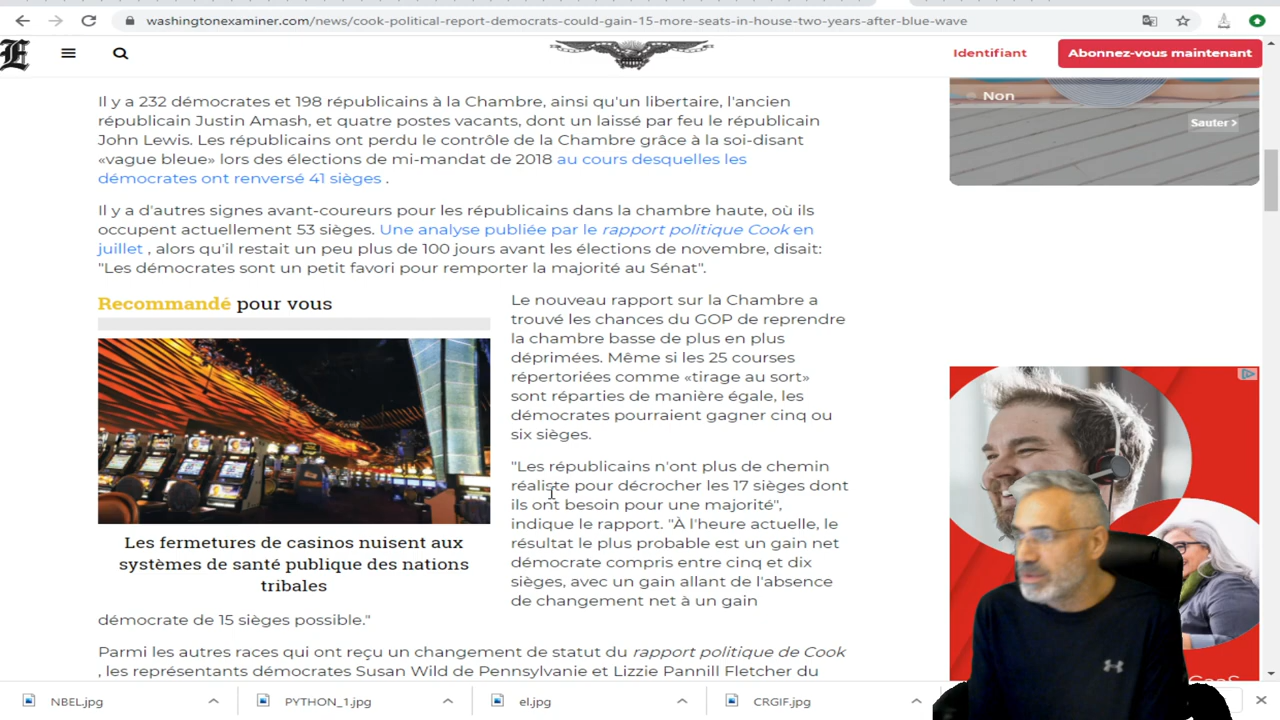 washingtonexaminer.com/news/cook-political-report-democrats-could-gain-15-more-seats-in-house-two-years-after-blue-wave
E
Identifiant
Abonnez-vous maintenant
Il y a 232 démocrates et 198 républicains à la Chambre, ainsi qu'un libertaire, l'ancien
républicain Justin Amash, et quatre postes vacants, dont un laissé par feu le républicain
John Lewis. Les républicains ont perdu le contrôle de la Chambre grâce à la soi-disant
«vague bleue» lors des élections de mi-mandat de 2018 au cours desquelles les
démocrates ont renversé 41 sièges .
Il y a d'autres signes avant-coureurs pour les républicains dans la chambre haute, où ils
occupent actuellement 53 sièges. Une analyse publiée par le rapport politique Cook en
juillet , alors qu'il restait un peu plus de 100 jours avant les élections de novembre, disait:
"Les démocrates sont un petit favori pour remporter la majorité au Sénat".
Recommandé pour vous
Les fermetures de casinos nuisent aux
systèmes de santé publique des nations
tribales
Le nouveau rapport sur la Chambre a
trouvé les chances du GOP de reprendre
la chambre basse de plus en plus
déprimées. Même si les 25 courses
répertoriées comme «tirage au sort»
sont réparties de manière égale, les
démocrates pourraient gagner cinq ou
six sièges.
"Les républicains n'ont plus de chemin
réaliste pour décrocher les 17 sièges dont
ils ont besoin pour une majorité",
indique le rapport. "À l'heure actuelle, le
résultat le plus probable est un gain net
démocrate compris entre cinq et dix
sièges, avec un gain allant de l'absence
de changement net à un gain
démocrate de 15 sièges possible."
Parmi les autres races qui ont reçu un changement de statut du rapport politique de Cook
, les représentants démocrates Susan Wild de Pennsylvanie et Lizzie Pannill Fletcher du
Non
Sauter >
NBEL.jpg
PYTHON_1.jpg
el.jpg
CRGIF.jpg